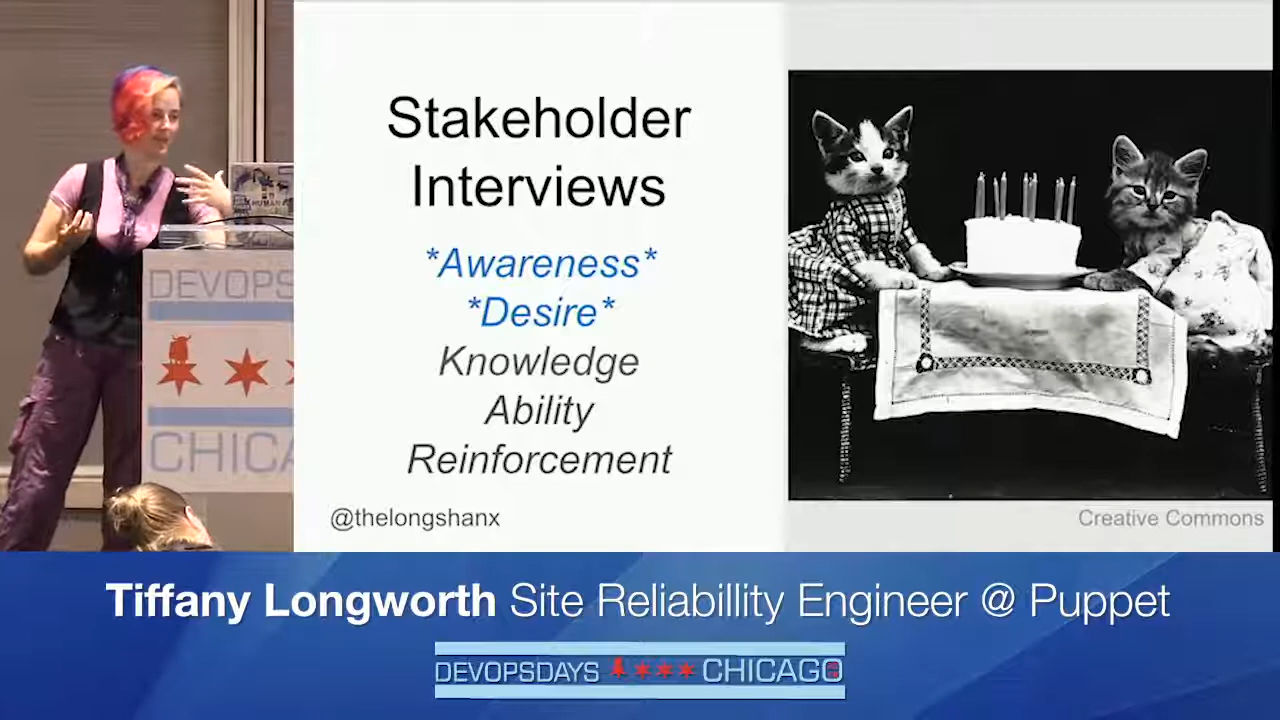 HUMAN
DEVOPS
CHICA
Stakeholder
Interviews
*Awareness*
*Desire*
Knowledge
Ability
Reinforcement
@thelongshanx
Creative Commons
Tiffany Longworth Site Reliabillity Engineer @ Puppet
DEVOPSDAYS CHICAGO